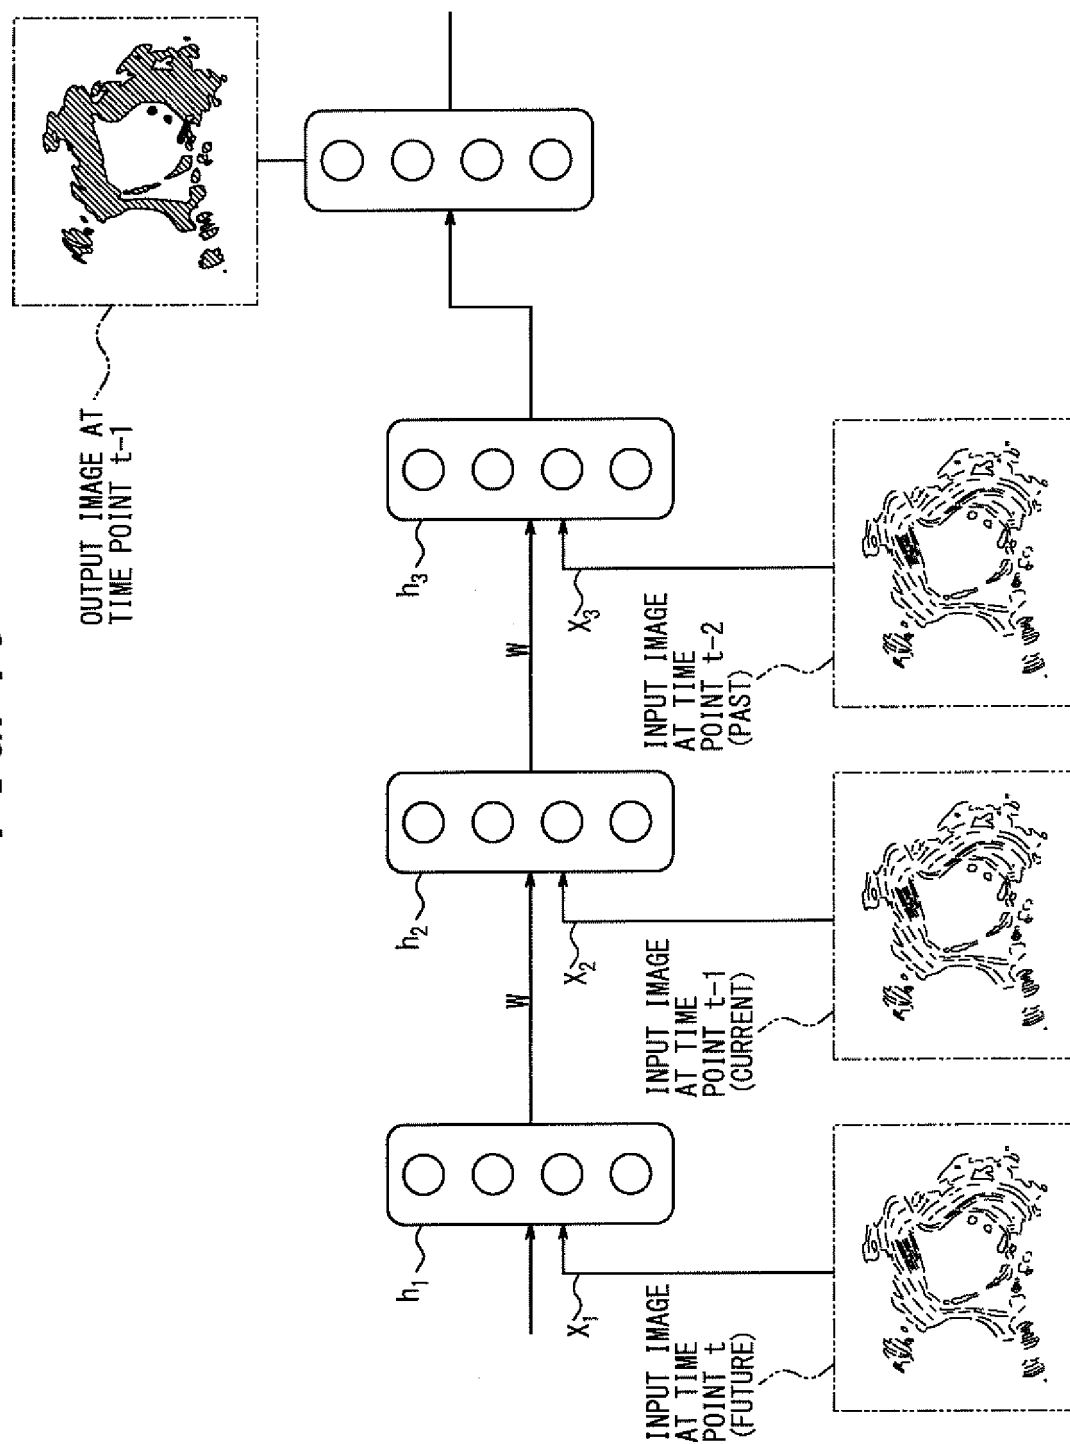 OUTPUT IMAGE AT
TIME POINT t-1
h1
h2
h3
W
W
X1
X2
X3
INPUT IMAGE
AT TIME
POINT t
(FUTURE)
INPUT IMAGE
AT TIME
POINT t-1
(CURRENT)
INPUT IMAGE
AT TIME
POINT t-2
(PAST)